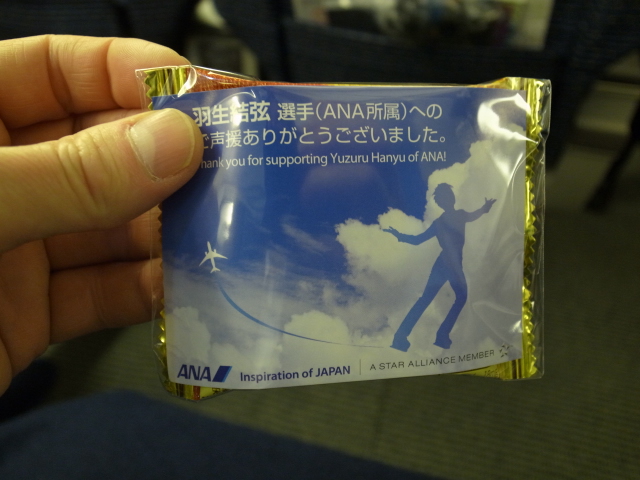 羽生結弦 選手(ANA所属)への
ご声援ありがとうございました。
hank you for supporting Yuzuru Hanyu of ANA!
ANA Inspiration of JAPAN A STAR ALLIANCE MEMBER